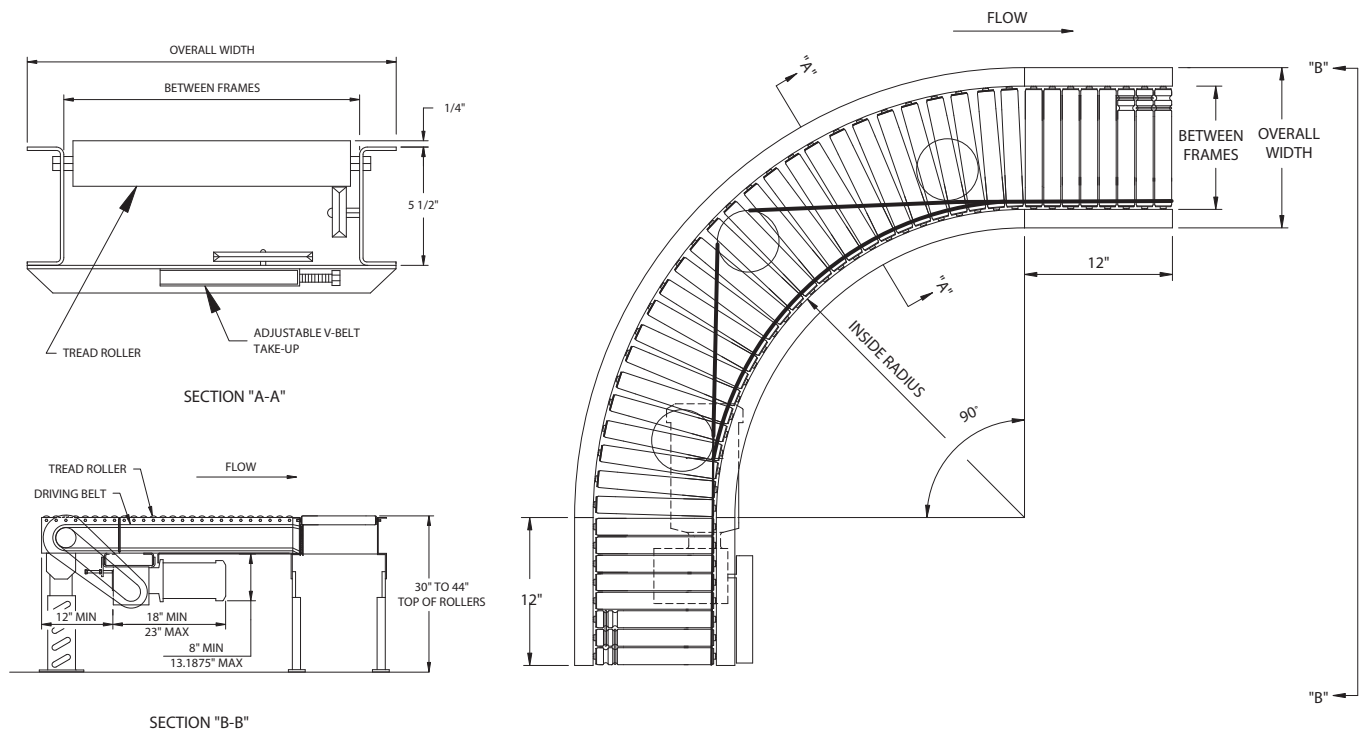 OVERALL WIDTH
BETWEEN FRAMES
1/4"
5 1/2"
TREAD ROLLER
ADJUSTABLE V-BELT
TAKE-UP
SECTION "A-A"
TREAD ROLLER
FLOW
DRIVING BELT
12" MIN
18" MIN
23" MAX
8" MIN
13.1875" MAX
30" TO 44"
TOP OF ROLLERS
SECTION "B-B"
FLOW
"A"
"B"
BETWEEN
FRAMES
OVERALL
WIDTH
12"
"A"
INSIDE RADIUS
90°
12"
"B"